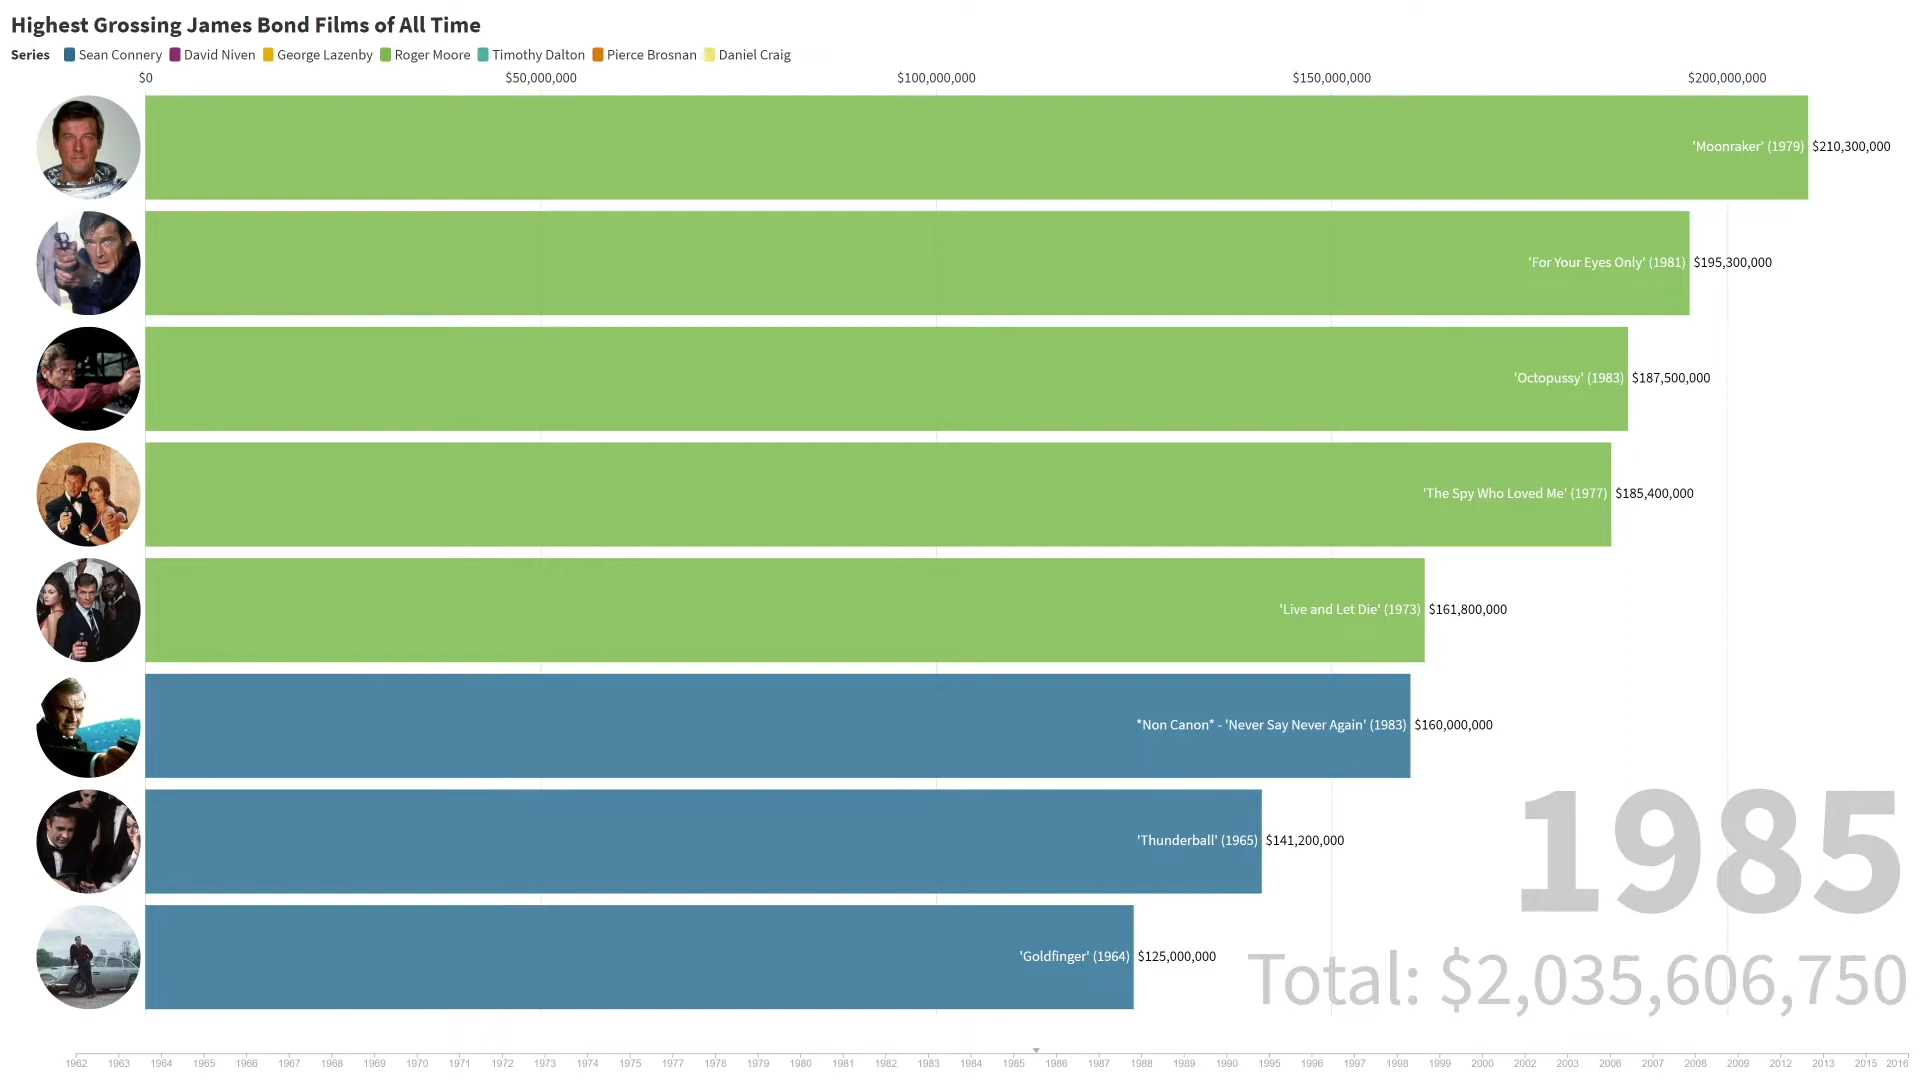 Highest Grossing James Bond Films of All Time
Series Sean Connery David Niven George Lazenby Roger Moore Timothy Dalton Pierce Brosnan Daniel Craig
$0 $50,000,000 $100,000,000 $150,000,000 $200,000,000
'Moonraker' (1979) $210,300,000
'For Your Eyes Only' (1981) $195,300,000
'Octopussy' (1983) $187,500,000
'The Spy Who Loved Me' (1977) $185,400,000
'Live and Let Die' (1973) $161,800,000
*Non Canon* - 'Never Say Never Again' (1983) $160,000,000
'Thunderball' (1965) $141,200,000
1985
'Goldfinger' (1964) $125,000,000
Total: $2,035,606,750
1962 1963 1964 1965 1966 1967 1968 1969 1970 1971 1972 1973 1974 1975 1977 1978 1979 1980 1981 1982 1983 1984 1985 1986 1987 1988 1989 1990 1995 1996 1997 1998 1999 2000 2002 2003 2006 2007 2008 2009 2012 2013 2015 2016